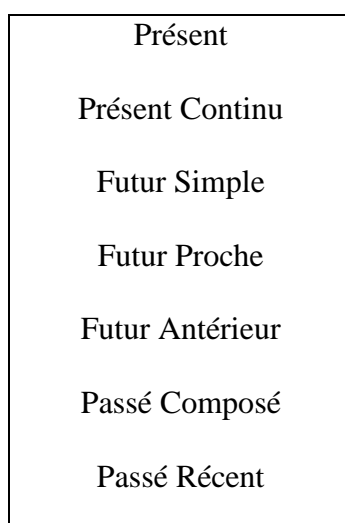 Présent
Présent Continu
Futur Simple
Futur Proche
Futur Antérieur
Passé Composé
Passé Récent